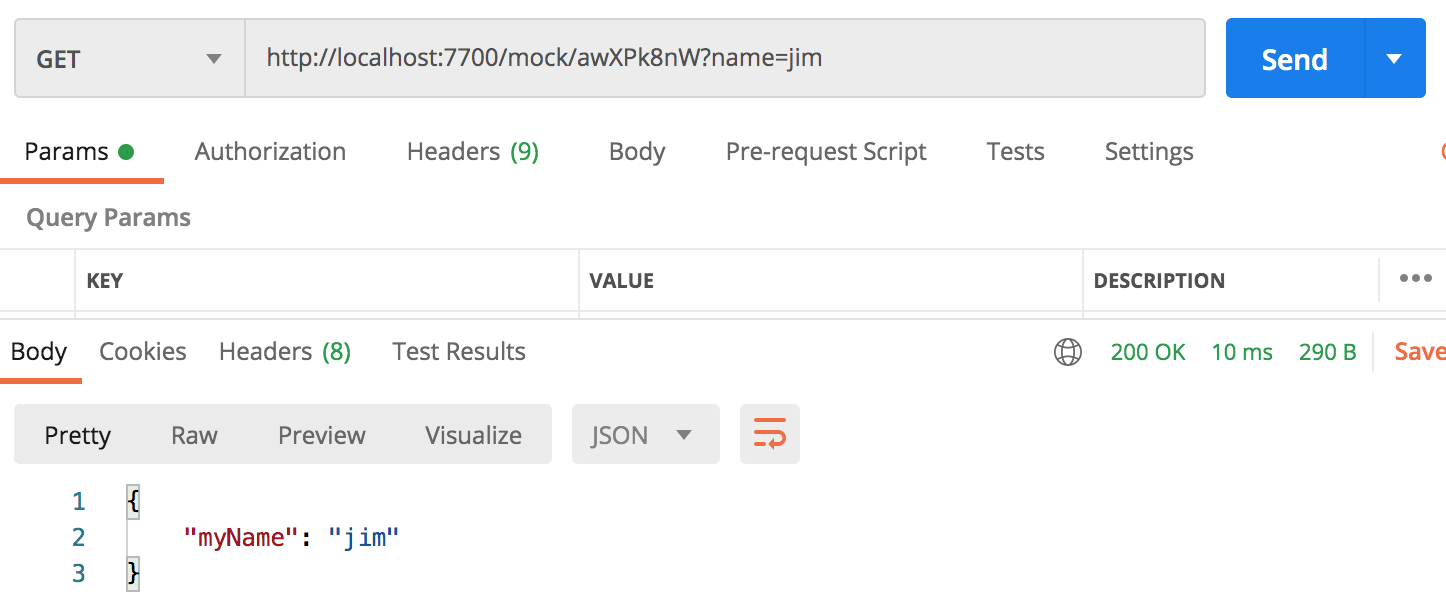 GET http://localhost:7700/mock/awXPk8nW?name=jim Send
Params Authorization Headers (9) Body Pre-request Script Tests Settings
Query Params
KEY VALUE DESCRIPTION
Body Cookies Headers (8) Test Results 200 OK 10 ms 290 B Save
Pretty Raw Preview Visualize JSON
1 {
2 "myName": "jim"
3 }